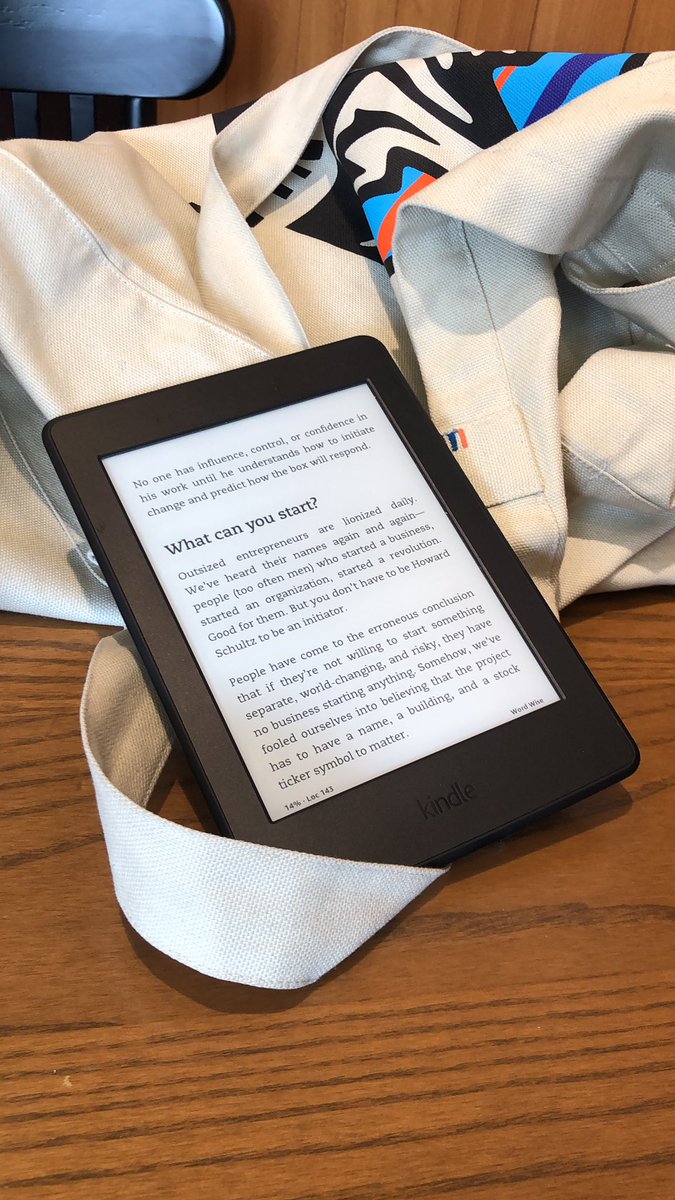 No one has influence, control, or confidence in
his work until he understands how to initiate
change and predict how the box will respond.
What can you start?
Outsized entrepreneurs are lionized daily.
We've heard their names again and again—
people (too often men) who started a business,
started an organization, started a revolution.
Good for them. But you don't have to be Howard
Schultz to be an initiator.
People have come to the erroneous conclusion
that if they're not willing to start something
separate, world-changing, and risky, they have
no business starting anything. Somehow, we've
fooled ourselves into believing that the project
has to have a name, a building, and a stock
ticker symbol to matter.
14% · Loc 143 Word Wise
kindle